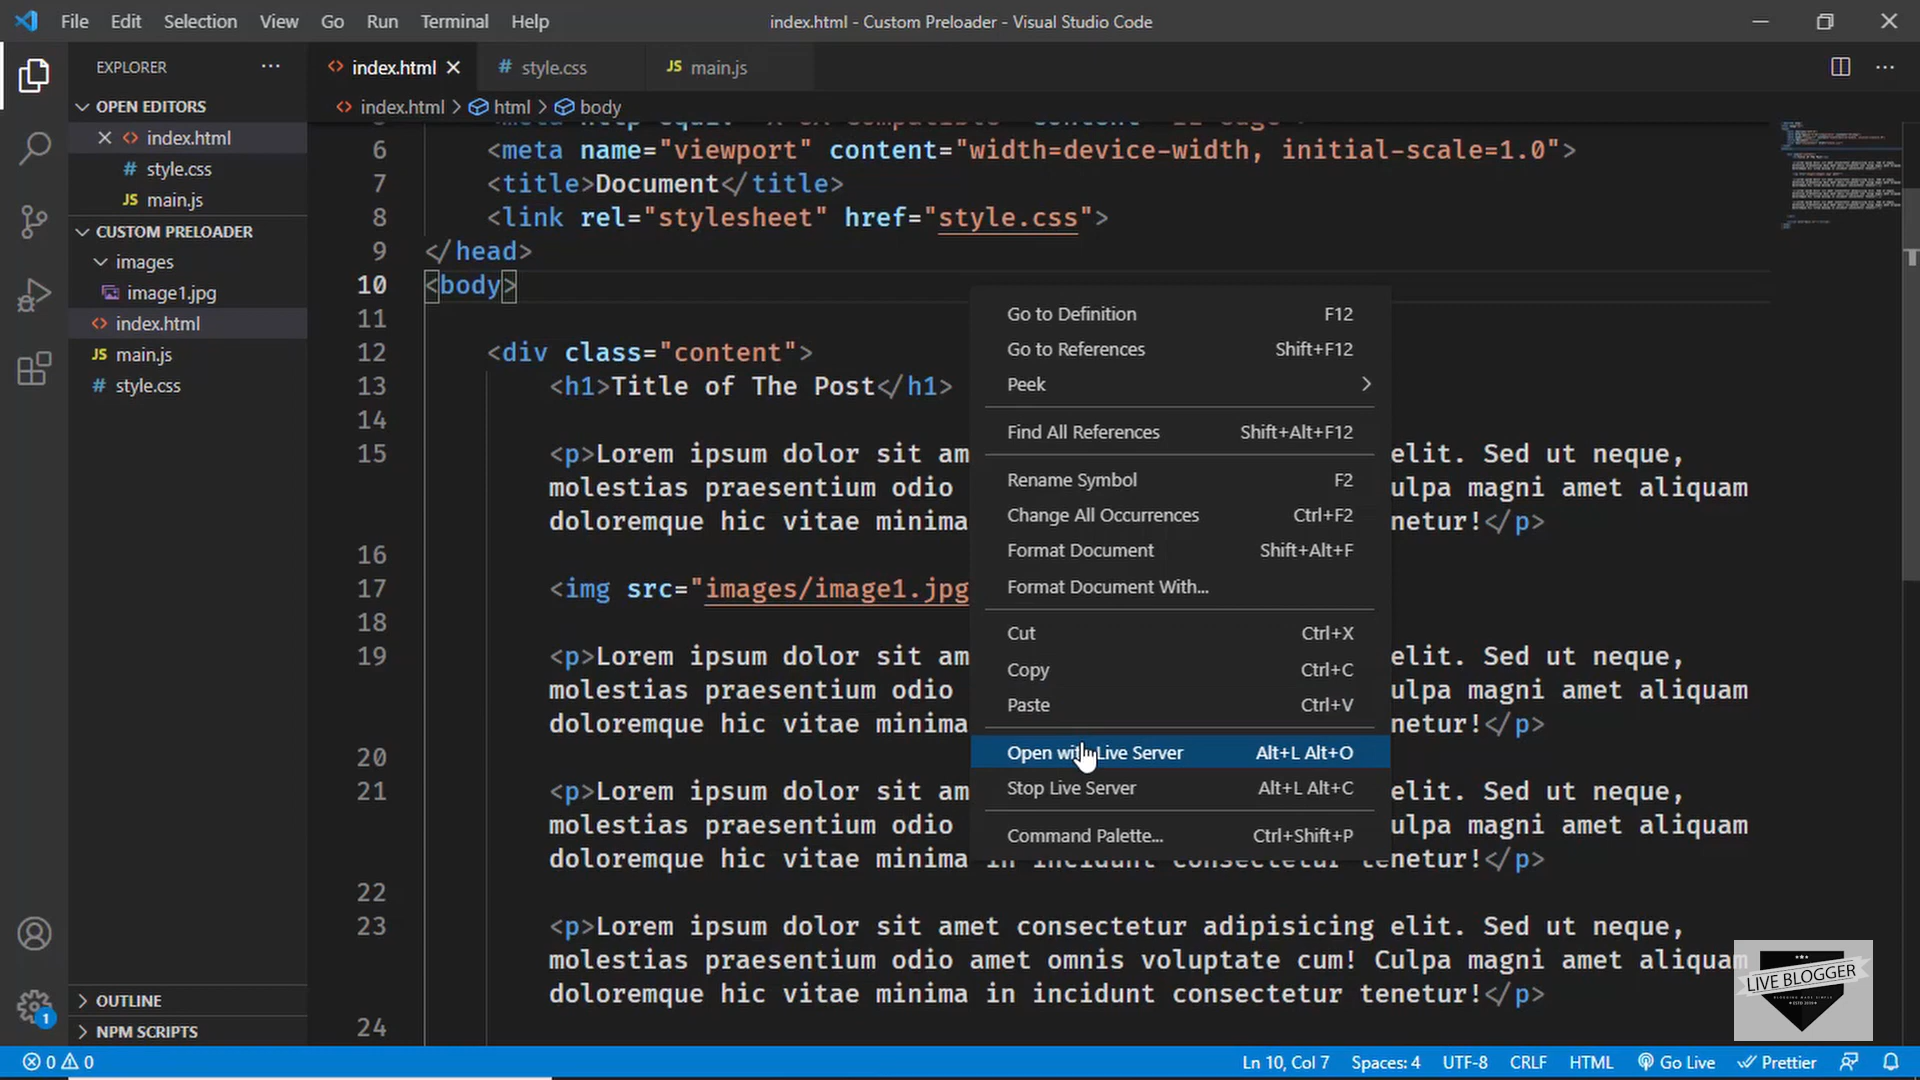 File Edit Selection View Go Run Terminal Help
index.html - Custom Preloader - Visual Studio Code
EXPLORER
OPEN EDITORS
index.html
style.css
JS main.js
CUSTOM PRELOADER
images
image1.jpg
index.html
JS main.js
# style.css
OUTLINE
NPM SCRIPTS
index.html
# style.css
JS main.js
index.html > html > body
6 <meta name="viewport" content="width=device-width, initial-scale=1.0">
7 <title>Document</title>
8 <link rel="stylesheet" href="style.css">
9 </head>
10 <body>
11
12 <div class="content">
13 <h1>Title of The Post</h1>
14
15 <p>Lorem ipsum dolor sit am elit. Sed ut neque,
molestias praesentium odio ulpa magni amet aliquam
doloremque hic vitae minima netur!</p>
16
17 <img src="images/image1.jpg
18
19 <p>Lorem ipsum dolor sit am elit. Sed ut neque,
molestias praesentium odio ulpa magni amet aliquam
doloremque hic vitae minima netur!</p>
20
21 <p>Lorem ipsum dolor sit am elit. Sed ut neque,
molestias praesentium odio ulpa magni amet aliquam
doloremque hic vitae minima in incidunt consectetur tenetur!</p>
22
23 <p>Lorem ipsum dolor sit amet consectetur adipisicing elit. Sed ut neque,
molestias praesentium odio amet omnis voluptate cum! Culpa magni amet aliquam
doloremque hic vitae minima in incidunt consectetur tenetur!</p>
24
Go to Definition F12
Go to References Shift+F12
Peek
Find All References Shift+Alt+F12
Rename Symbol F2
Change All Occurrences Ctrl+F2
Format Document Shift+Alt+F
Format Document With...
Cut Ctrl+X
Copy Ctrl+C
Paste Ctrl+V
Open with Live Server Alt+L Alt+O
Stop Live Server Alt+L Alt+C
Command Palette... Ctrl+Shift+P
LIVE BLOGGER
1
0 0
Ln 10, Col 7 Spaces: 4 UTF-8 CRLF HTML Go Live Prettier